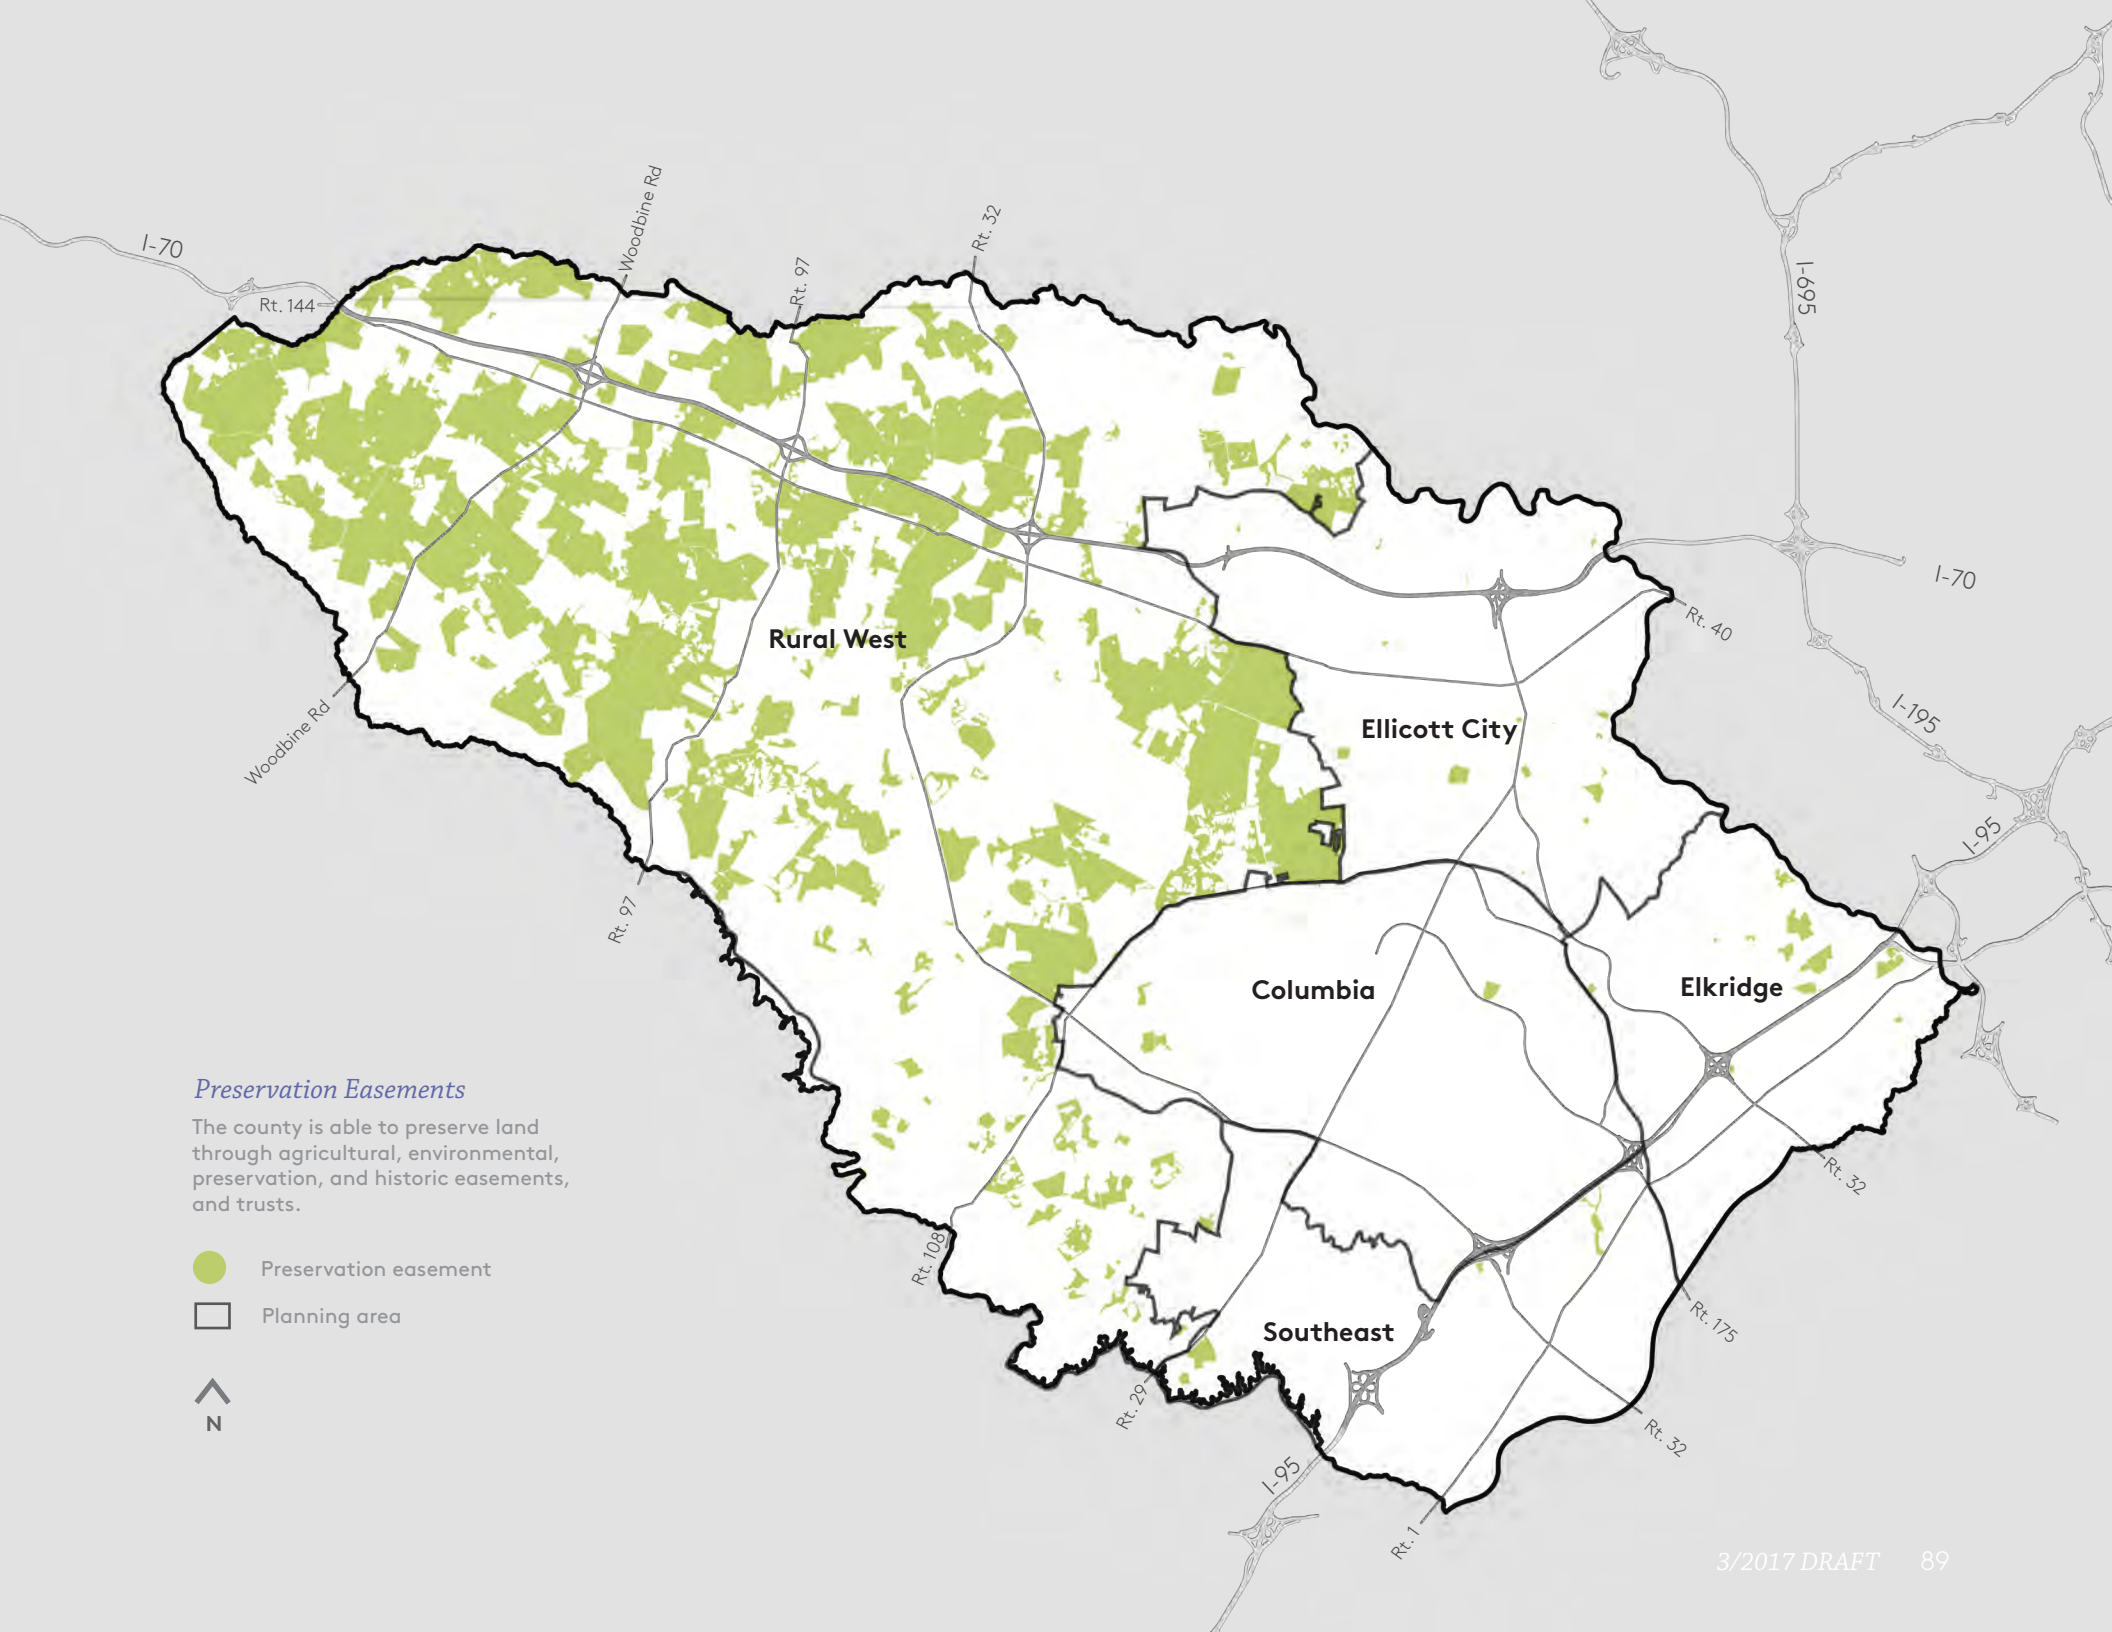 I-70
Rt. 144
Woodbine Rd
Rt. 97
Rt. 32
I-695
I-70
Rt. 40
I-195
I-95
Rural West
Ellicott City
Columbia
Elkridge
Southeast
Woodbine Rd
Rt. 97
Rt. 108
Rt. 29
I-95
Rt. 1
Rt. 32
Rt. 175
Rt. 32
Preservation Easements
The county is able to preserve land
through agricultural, environmental,
preservation, and historic easements,
and trusts.
Preservation easement
Planning area
N
3/2017 DRAFT 89